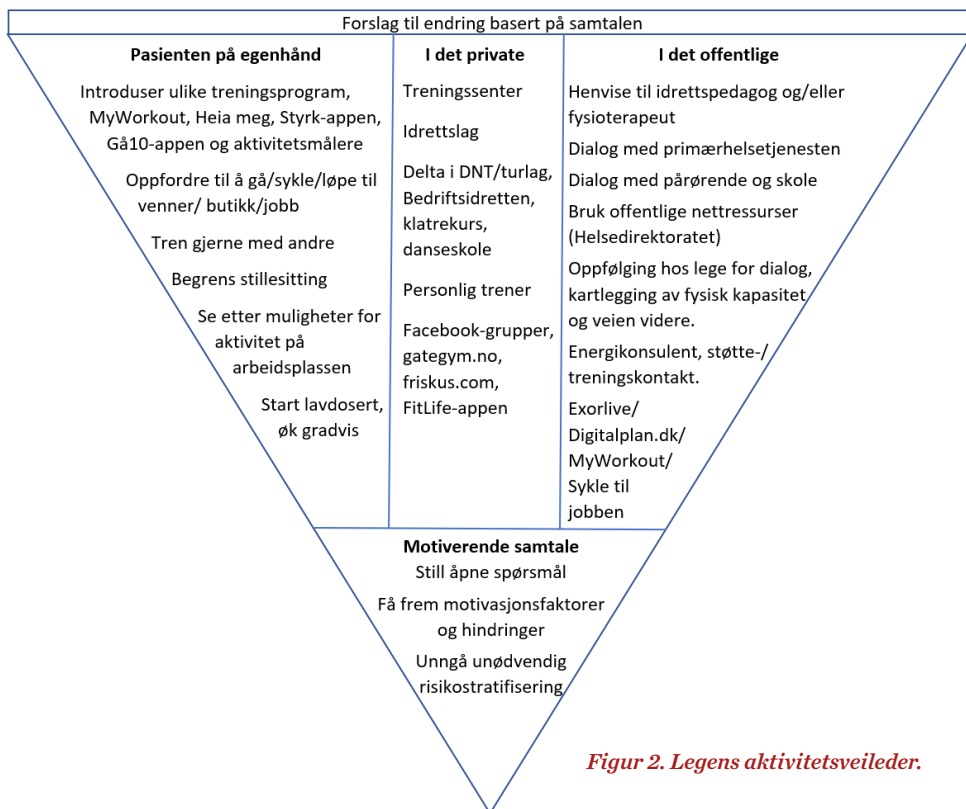 Forslag til endring basert på samtalen
Pasienten på egenhånd
Introduser ulike treningsprogram,
MyWorkout, Heia meg, Styrk-appen,
Gå10-appen og aktivitetsmålere
Oppfordre til å gå/sykle/løpe til
venner/ butikk/jobb
Tren gjerne med andre
Begrens stillesitting
Se etter muligheter for
aktivitet på
arbeidsplassen
Start lavdosert,
øk gradvis
I det private
Treningssenter
Idrettslag
Delta i DNT/turlag,
Bedriftsidretten,
klatrekurs,
danseskole
Personlig trener
Facebook-grupper,
gategym.no,
friskus.com,
FitLife-appen
I det offentlige
Henvise til idrettspedagog og/eller
fysioterapeut
Dialog med primærhelsetjenesten
Dialog med pårørende og skole
Bruk offentlige nettressurser
(Helsedirektoratet)
Oppfølging hos lege for dialog,
kartlegging av fysisk kapasitet
og veien videre.
Energikonsulent, støtte-/
treningskontakt.
Exorlive/
Digitalplan.dk/
MyWorkout/
Sykle til
jobben
Motiverende samtale
Still åpne spørsmål
Få frem motivasjonsfaktorer
og hindringer
Unngå unødvendig
risikostratifisering
Figur 2. Legens aktivitetsveileder.